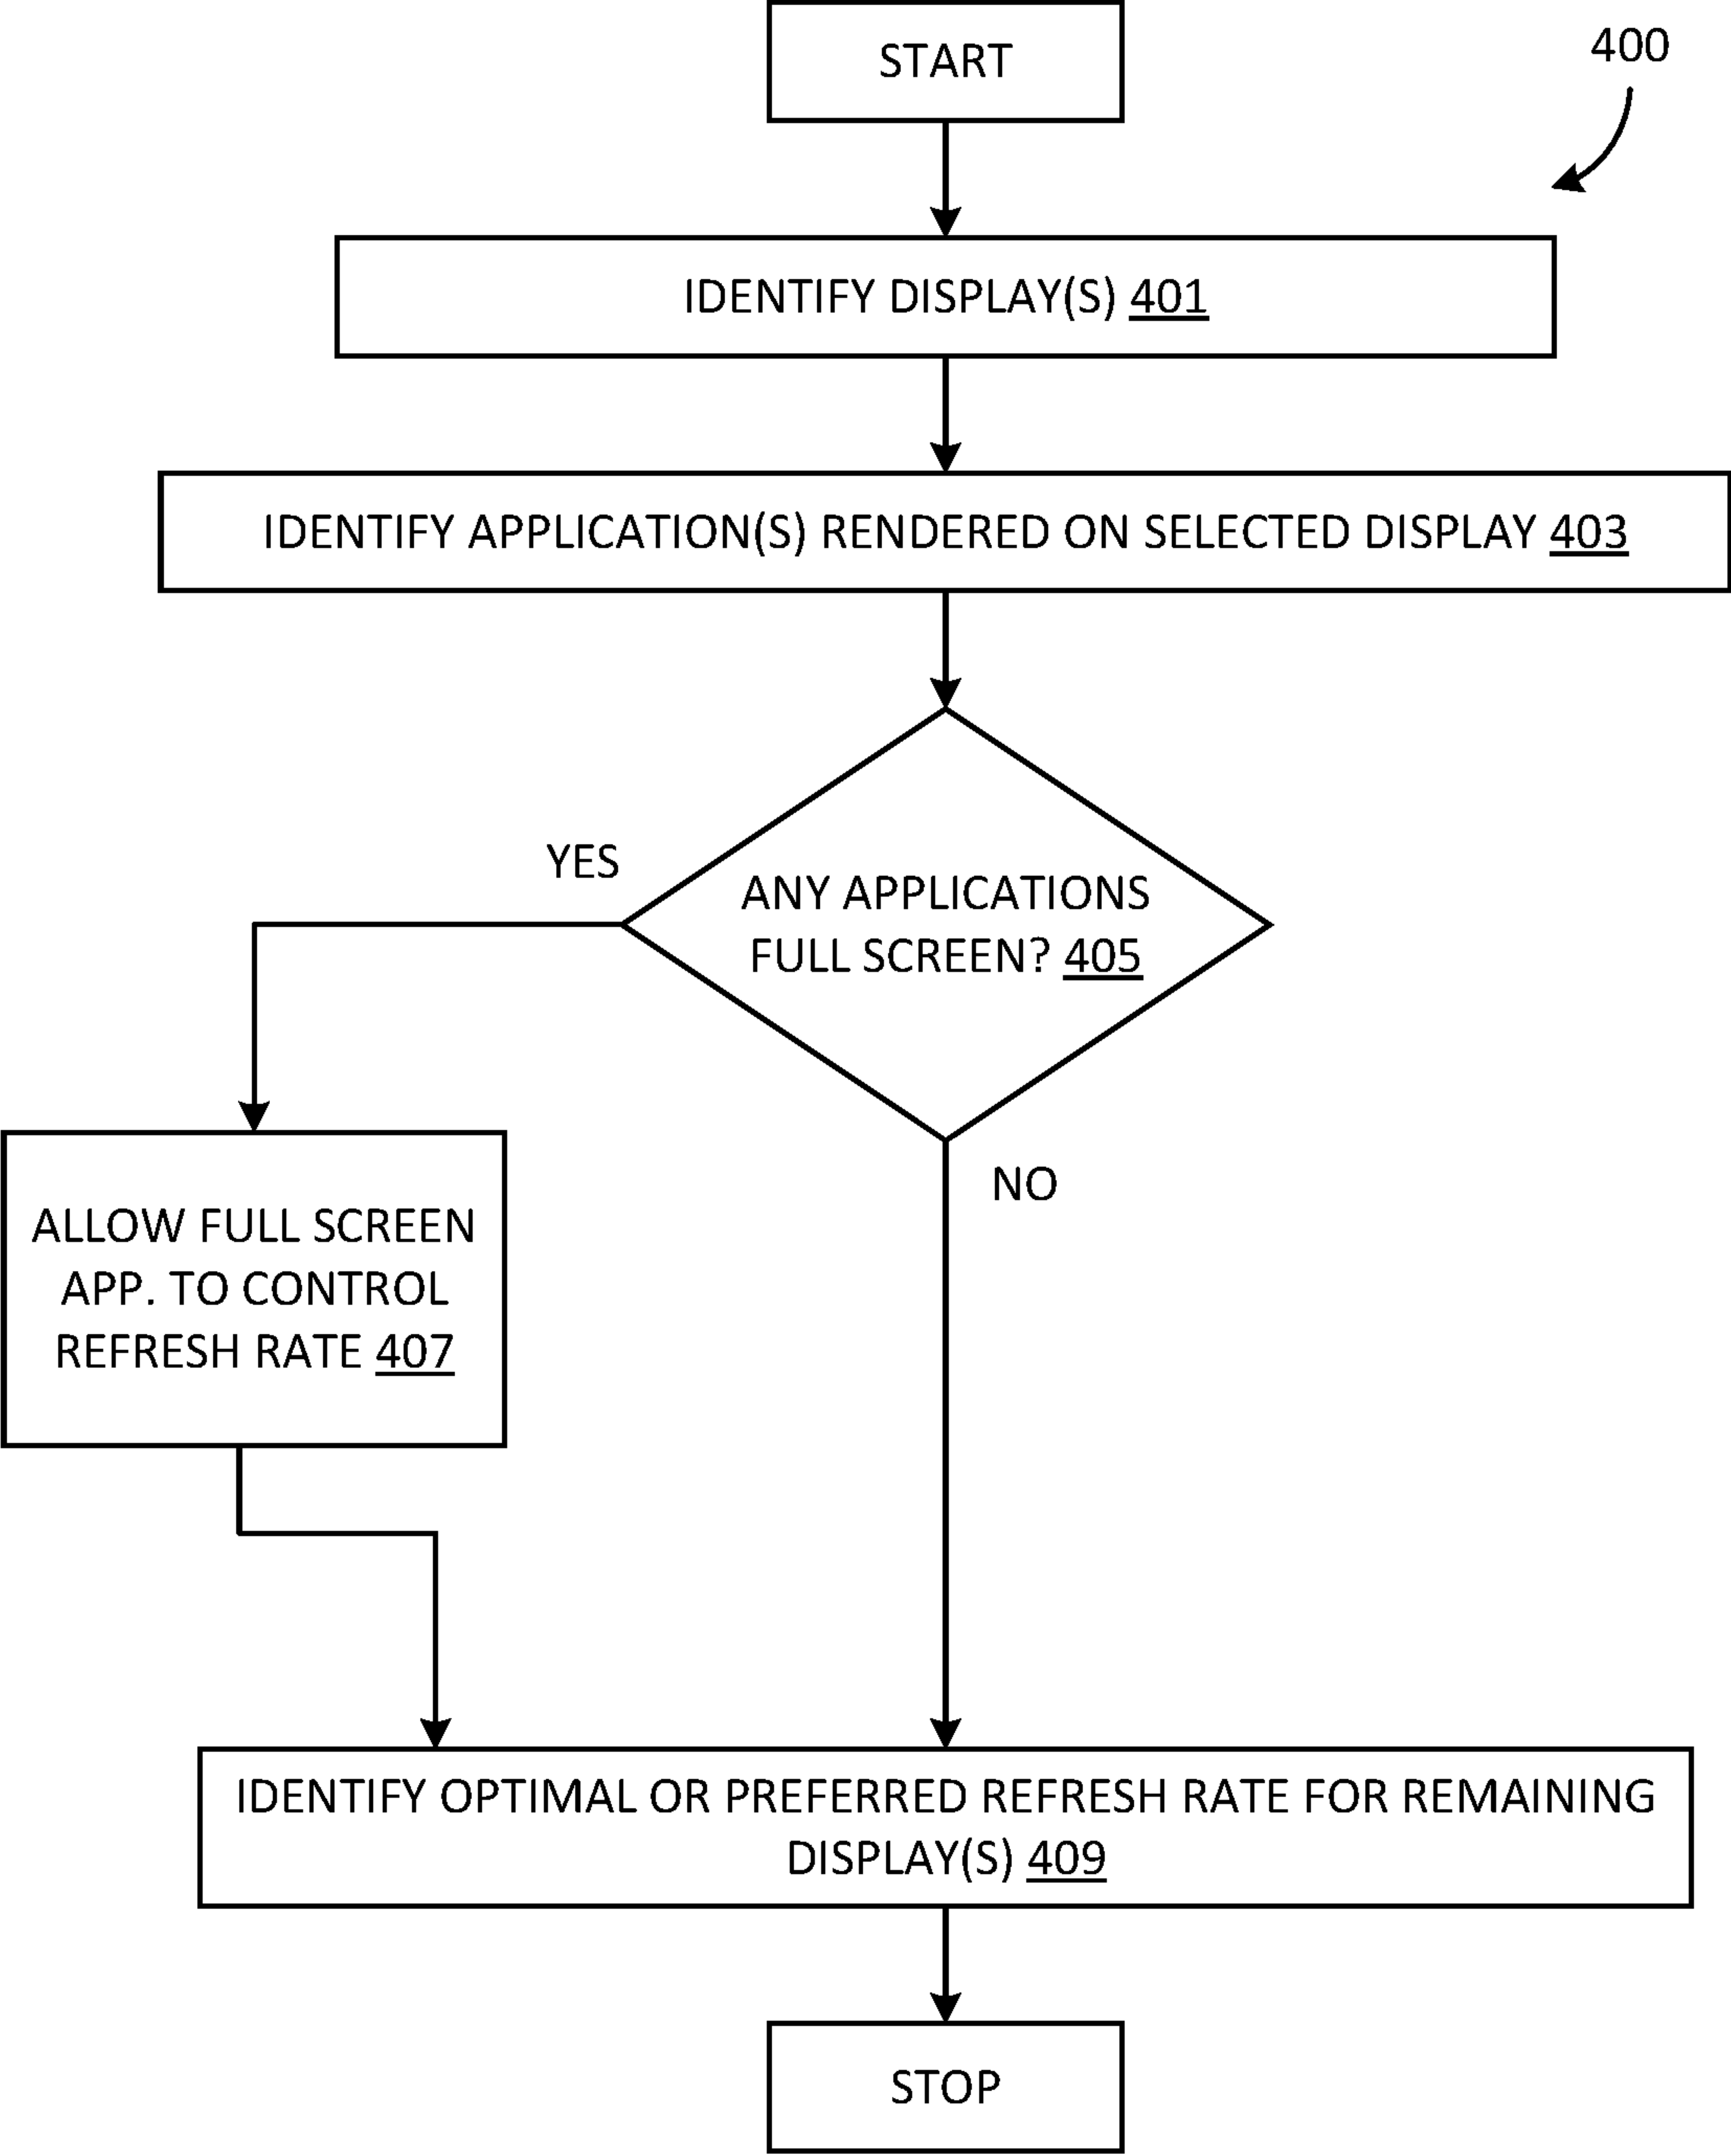 START
400
IDENTIFY DISPLAY(S) 401
IDENTIFY APPLICATION(S) RENDERED ON SELECTED DISPLAY 403
YES
ANY APPLICATIONS
FULL SCREEN? 405
NO
ALLOW FULL SCREEN
APP. TO CONTROL
REFRESH RATE 407
IDENTIFY OPTIMAL OR PREFERRED REFRESH RATE FOR REMAINING
DISPLAY(S) 409
STOP